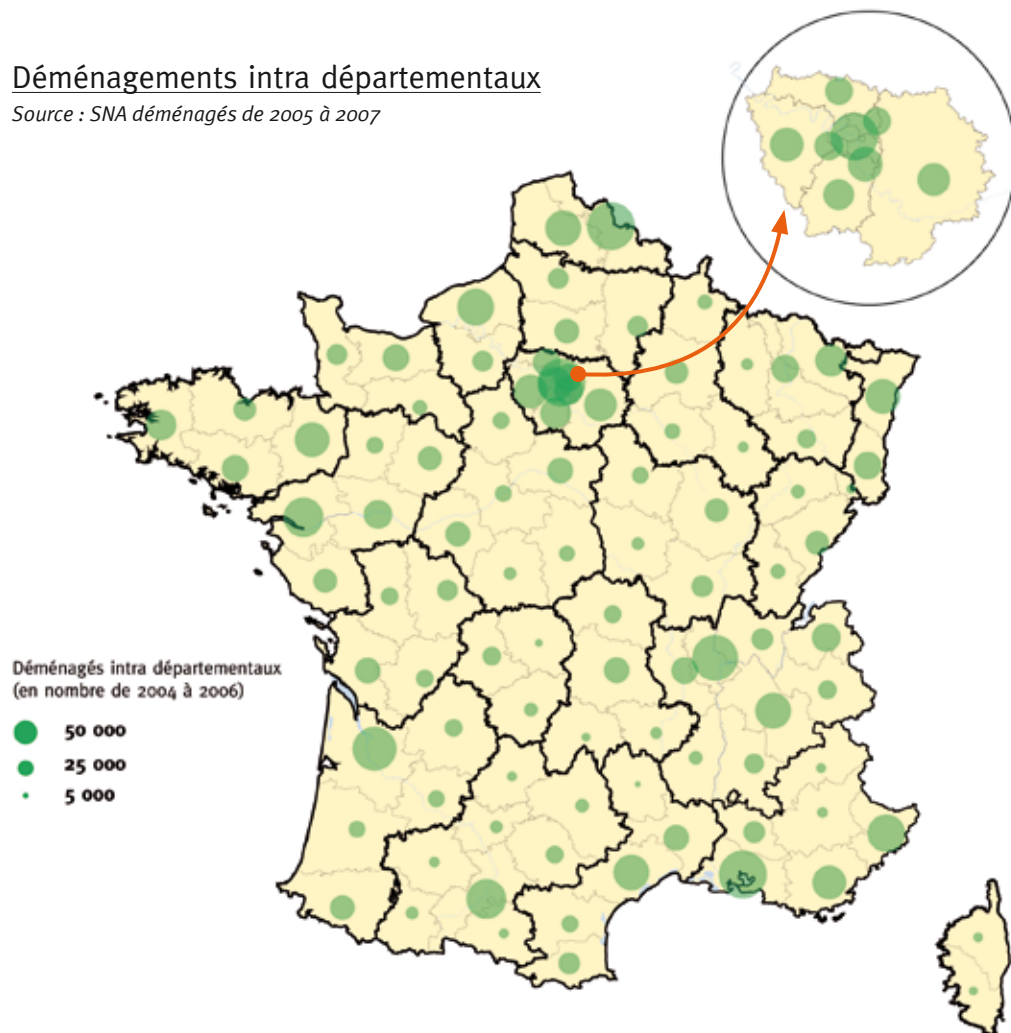 Déménagements intra départementaux
Source : SNA déménagés de 2005 à 2007
Déménagés intra départementaux
(en nombre de 2004 à 2006)
50 000
25 000
5 000